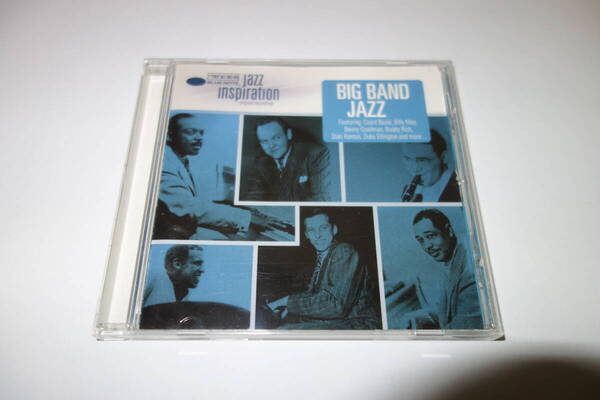 jazz
inspiration
BIG BAND
JAZZ
Featuring: Count Basie, Billy May,
Benny Goodman, Buddy Rich,
Stan Kenton, Duke Ellington and more...